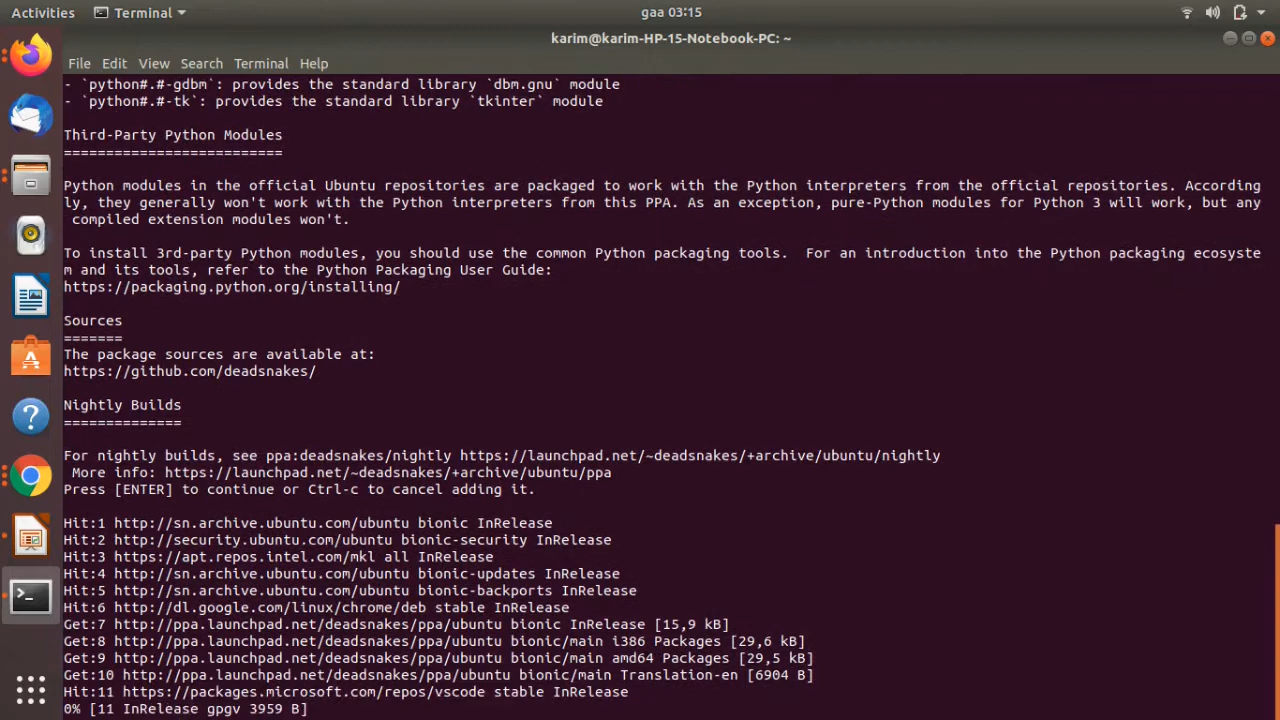 Activities
Terminal
gaa 03:15
karim@karim-HP-15-Notebook-PC: ~
File Edit View Search Terminal Help
- `python#.#-gdbm`: provides the standard library `dbm.gnu` module
- `python#.#-tk`: provides the standard library `tkinter` module
Third-Party Python Modules
==========================
Python modules in the official Ubuntu repositories are packaged to work with the Python interpreters from the official repositories. According
ly, they generally won't work with the Python interpreters from this PPA. As an exception, pure-Python modules for Python 3 will work, but any
 compiled extension modules won't.
To install 3rd-party Python modules, you should use the common Python packaging tools.  For an introduction into the Python packaging ecosyste
m and its tools, refer to the Python Packaging User Guide:
https://packaging.python.org/installing/
Sources
=======
The package sources are available at:
https://github.com/deadsnakes/
Nightly Builds
==============
For nightly builds, see ppa:deadsnakes/nightly https://launchpad.net/~deadsnakes/+archive/ubuntu/nightly
 More info: https://launchpad.net/~deadsnakes/+archive/ubuntu/ppa
Press [ENTER] to continue or Ctrl-c to cancel adding it.
Hit:1 http://sn.archive.ubuntu.com/ubuntu bionic InRelease
Hit:2 http://security.ubuntu.com/ubuntu bionic-security InRelease
Hit:3 https://apt.repos.intel.com/mkl all InRelease
Hit:4 http://sn.archive.ubuntu.com/ubuntu bionic-updates InRelease
Hit:5 http://sn.archive.ubuntu.com/ubuntu bionic-backports InRelease
Hit:6 http://dl.google.com/linux/chrome/deb stable InRelease
Get:7 http://ppa.launchpad.net/deadsnakes/ppa/ubuntu bionic InRelease [15,9 kB]
Get:8 http://ppa.launchpad.net/deadsnakes/ppa/ubuntu bionic/main i386 Packages [29,6 kB]
Get:9 http://ppa.launchpad.net/deadsnakes/ppa/ubuntu bionic/main amd64 Packages [29,5 kB]
Get:10 http://ppa.launchpad.net/deadsnakes/ppa/ubuntu bionic/main Translation-en [6904 B]
Hit:11 https://packages.microsoft.com/repos/vscode stable InRelease
0% [11 InRelease gpgv 3959 B]